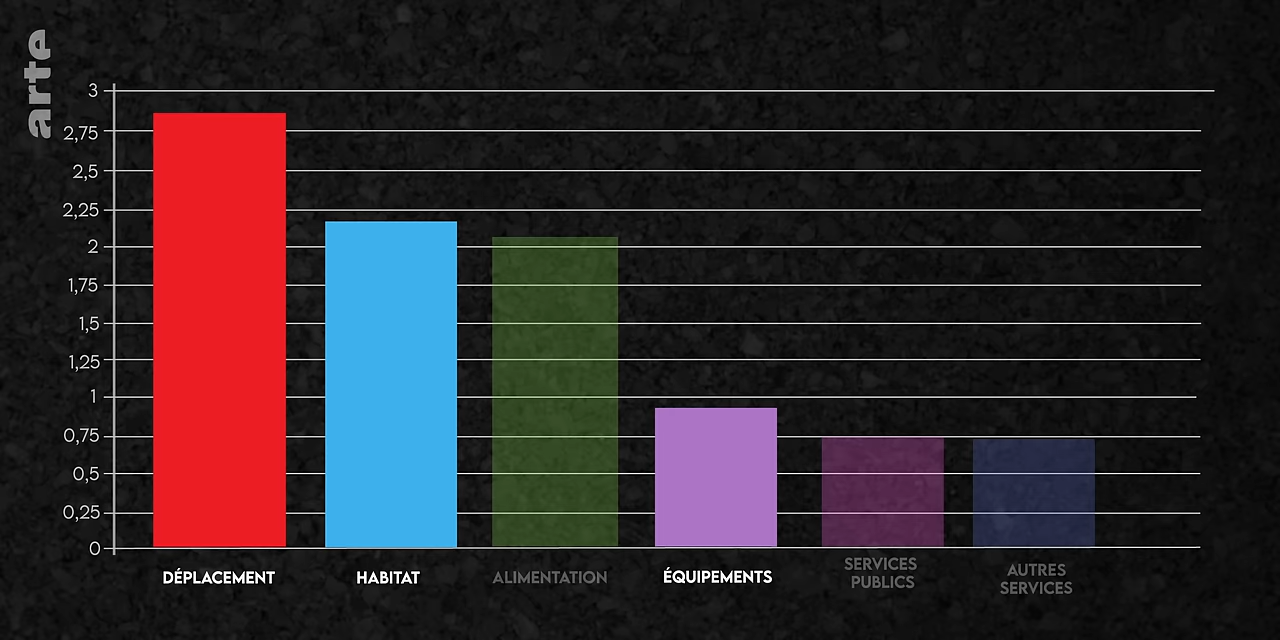 arte
3
2,75
2,5
2,25
2
1,75
1,5
1,25
1
0,75
0,5
0,25
0
DÉPLACEMENT
HABITAT
ALIMENTATION
ÉQUIPEMENTS
SERVICES
PUBLICS
AUTRES
SERVICES